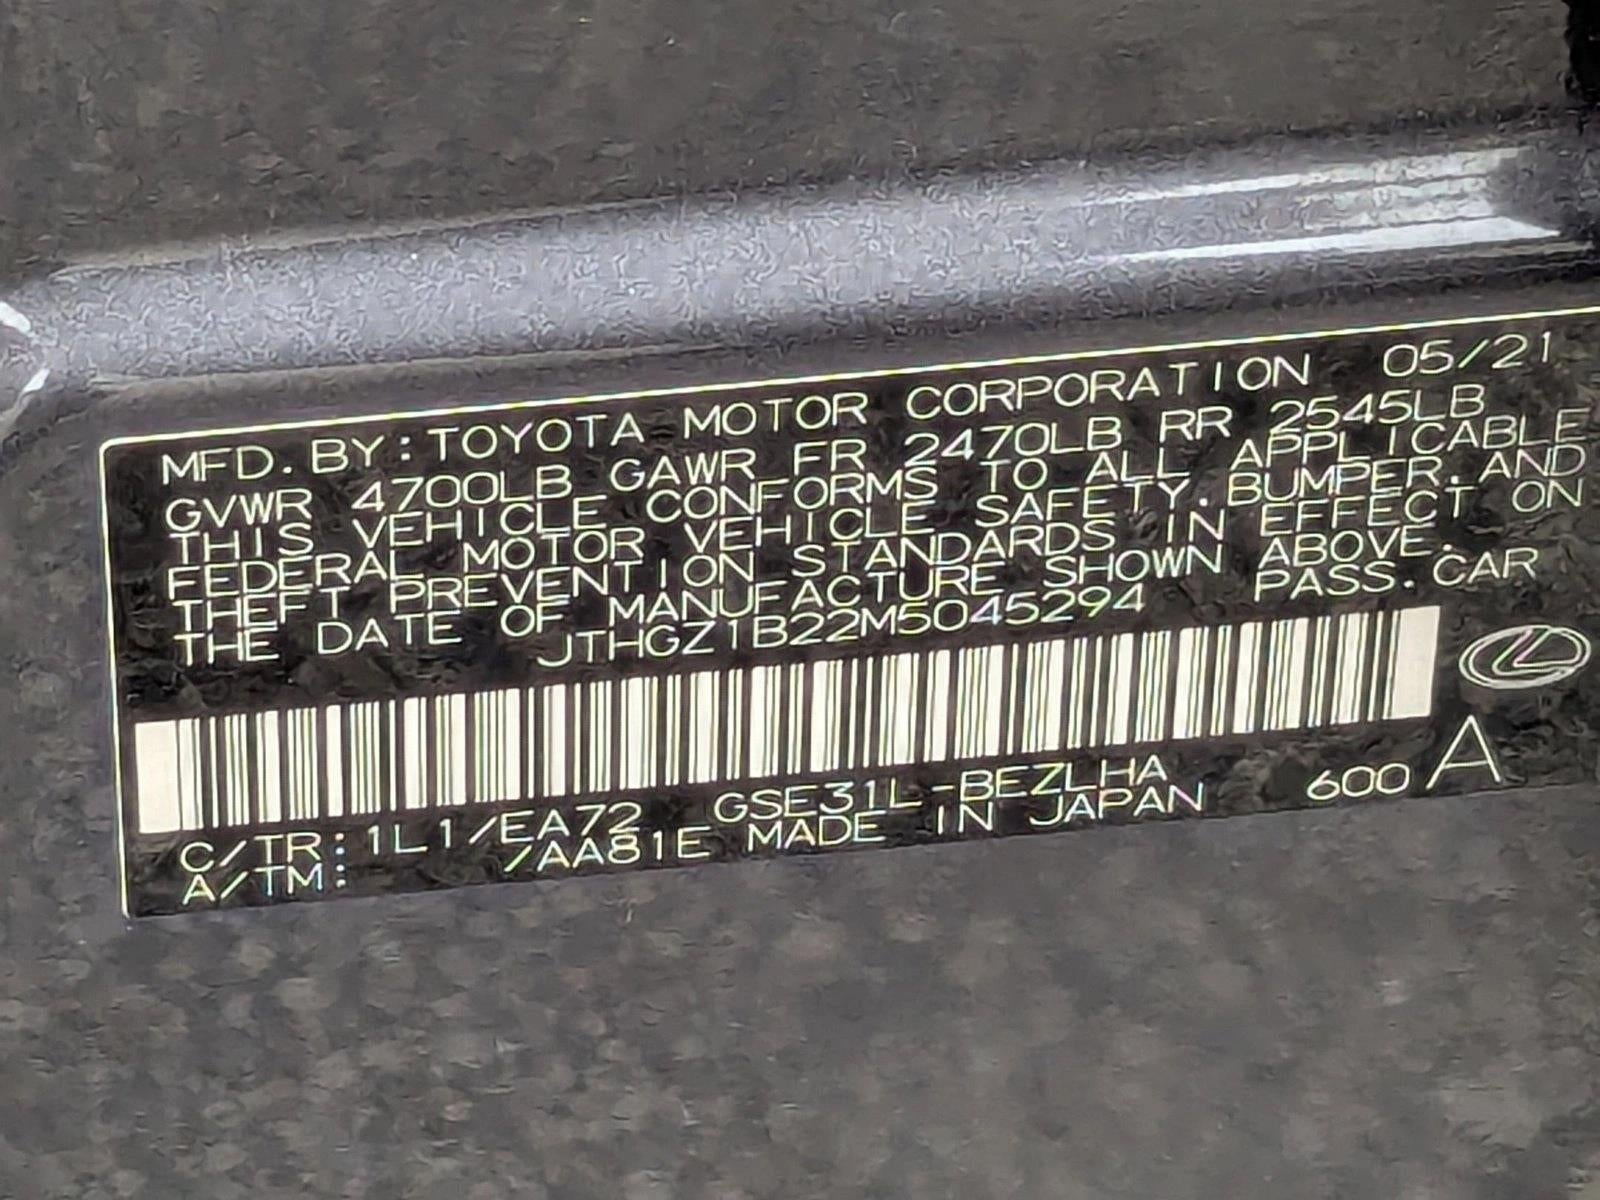 MFD. BY: TOYOTA MOTOR CORPORATION 05/21
GVWR 4700LB GAWR FR 2470LB RR 2545LB
THIS VEHICLE CONFORMS TO ALL APPLICABLE
FEDERAL MOTOR VEHICLE SAFETY, BUMPER, AND
THEFT PREVENTION STANDARDS IN EFFECT ON
THE DATE OF MANUFACTURE SHOWN ABOVE.
JTHGZ1B22M5045294 PASS. CAR
C/TR: 1L1/EA72 GSE31L-BEZLHA 600 A
A/TM: /AA81E MADE IN JAPAN